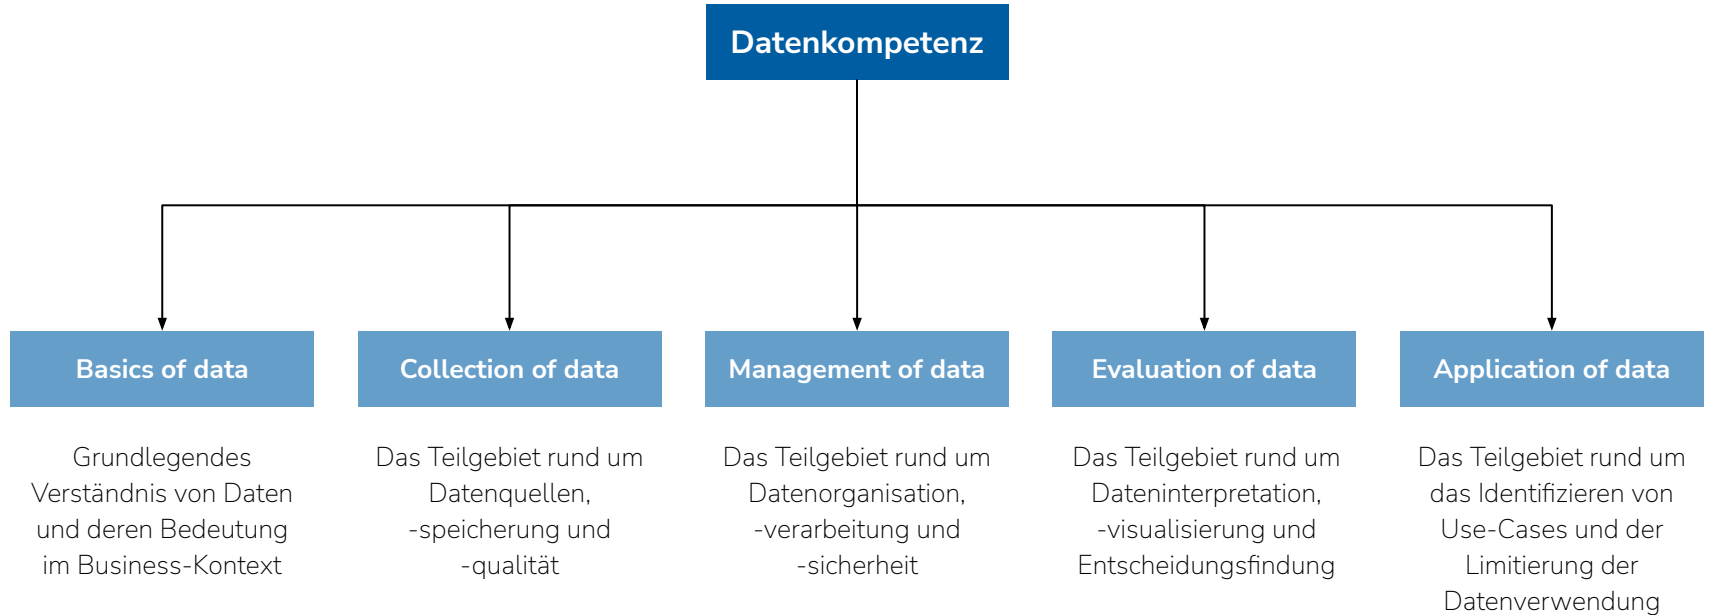 Datenkompetenz
Basics of data
Collection of data
Management of data
Evaluation of data
Application of data
Grundlegendes
Verständnis von Daten
und deren Bedeutung
im Business-Kontext
Das Teilgebiet rund um
Datenquellen,
-speicherung und
-qualität
Das Teilgebiet rund um
Datenorganisation,
-verarbeitung und
-sicherheit
Das Teilgebiet rund um
Dateninterpretation,
-visualisierung und
Entscheidungsfindung
Das Teilgebiet rund um
das Identifizieren von
Use-Cases und der
Limitierung der
Datenverwendung